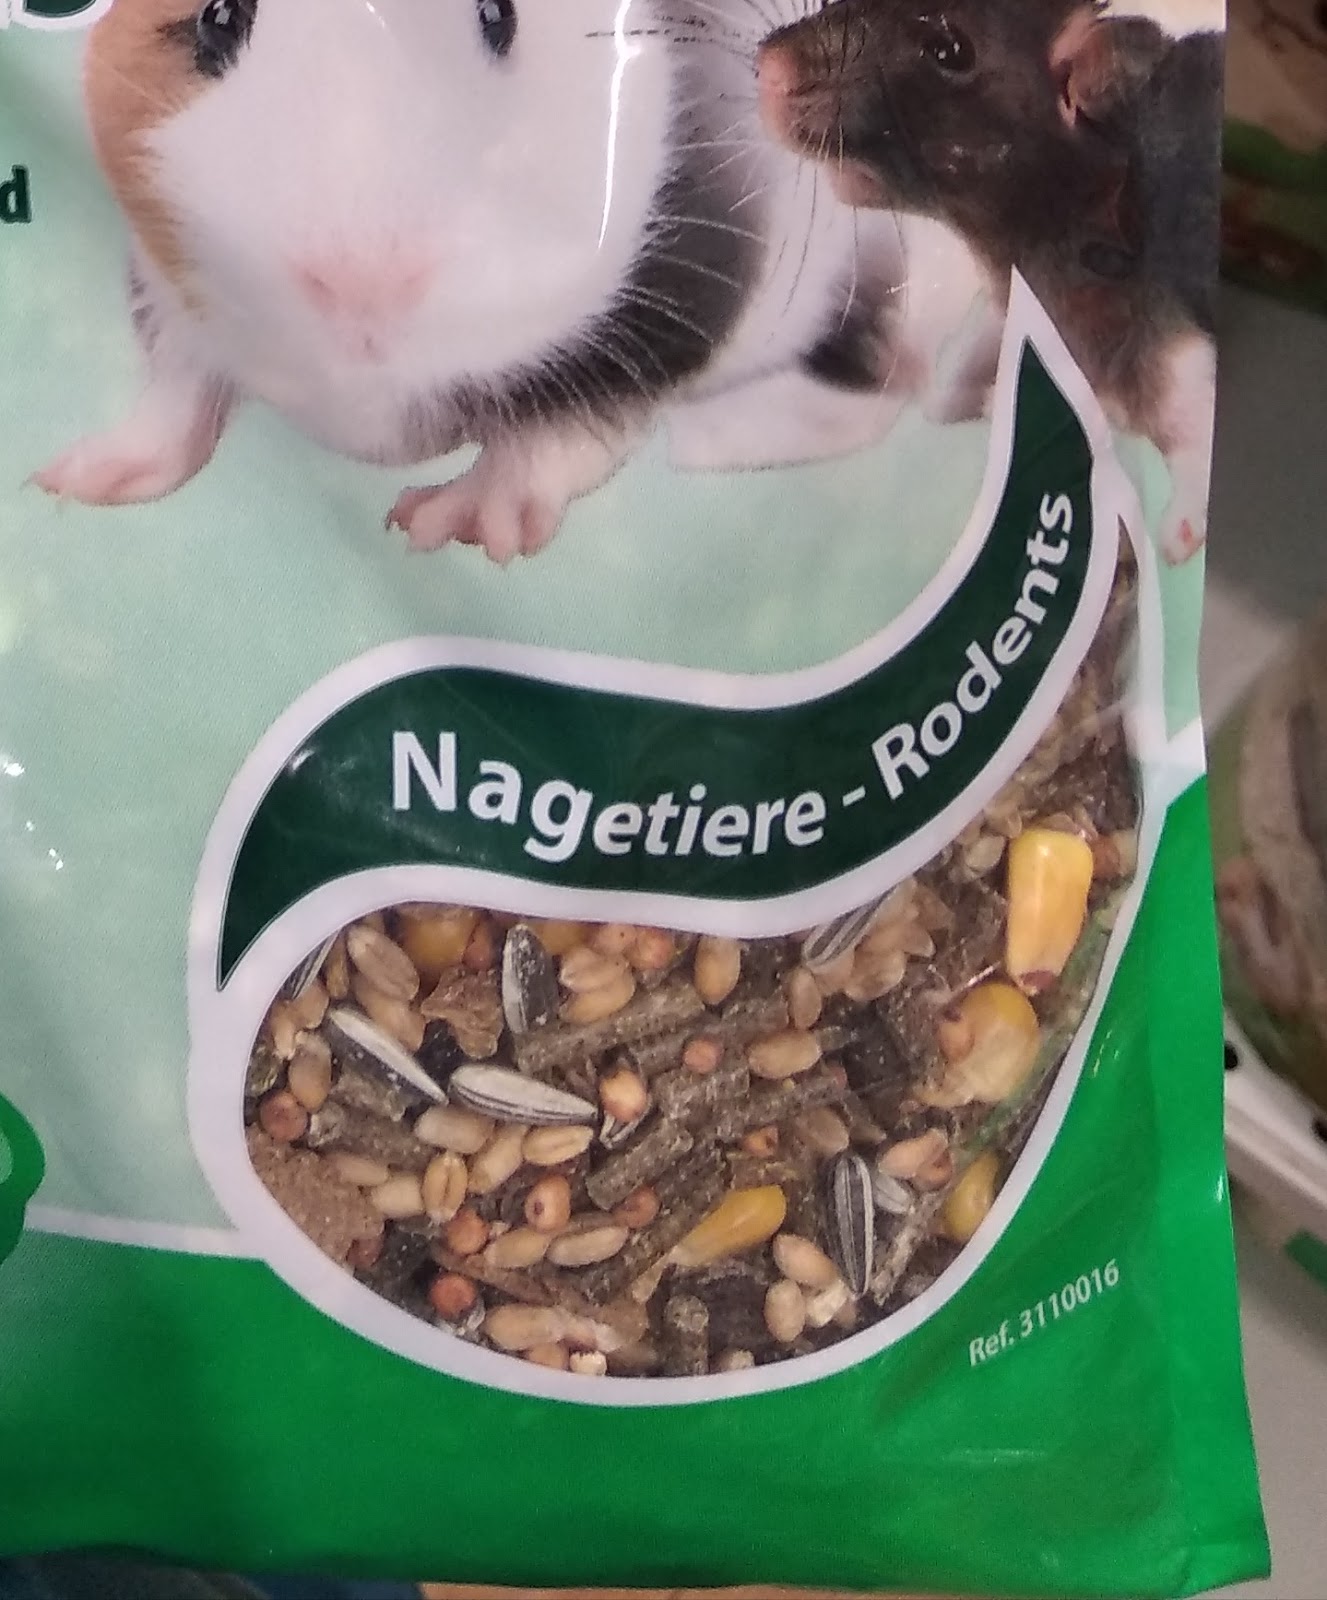 d
Nagetiere - Rodents
Ref. 3110016